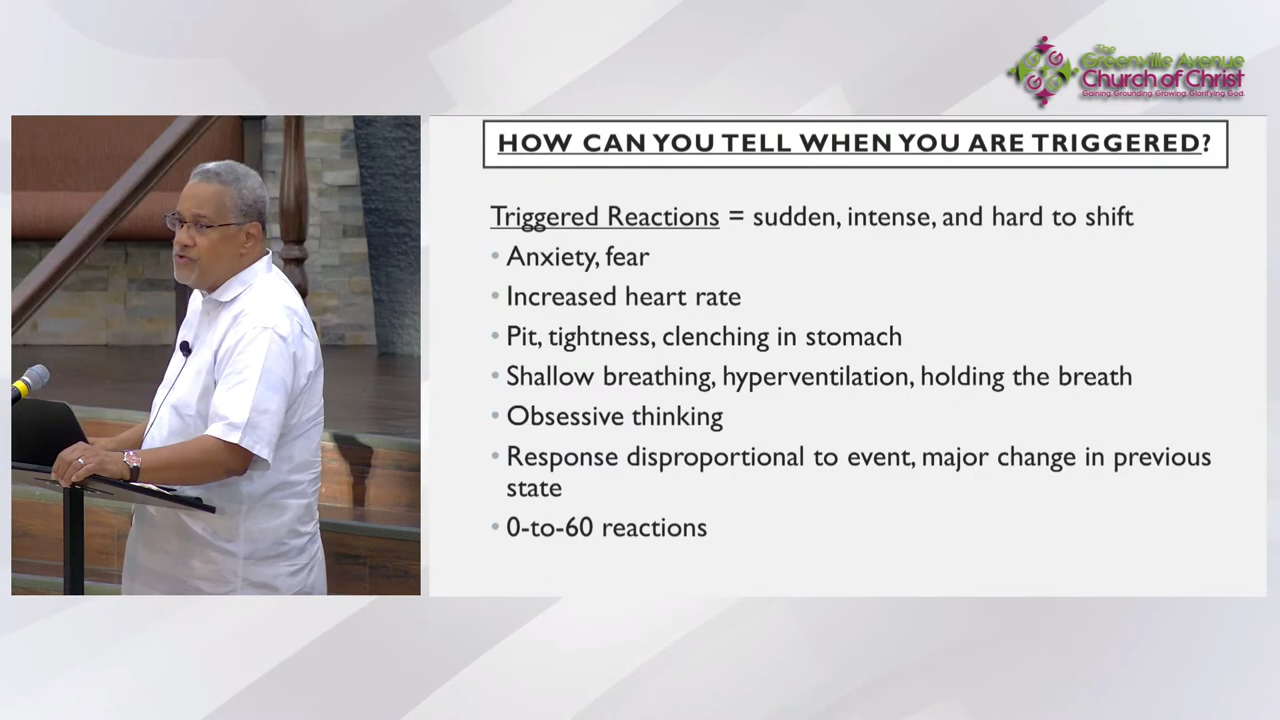 The
Greenville Avenue
Church of Christ
Gaining. Grounding. Growing. Glorifying God.
HOW CAN YOU TELL WHEN YOU ARE TRIGGERED?
Triggered Reactions = sudden, intense, and hard to shift
• Anxiety, fear
• Increased heart rate
• Pit, tightness, clenching in stomach
• Shallow breathing, hyperventilation, holding the breath
• Obsessive thinking
• Response disproportional to event, major change in previous
state
• 0-to-60 reactions